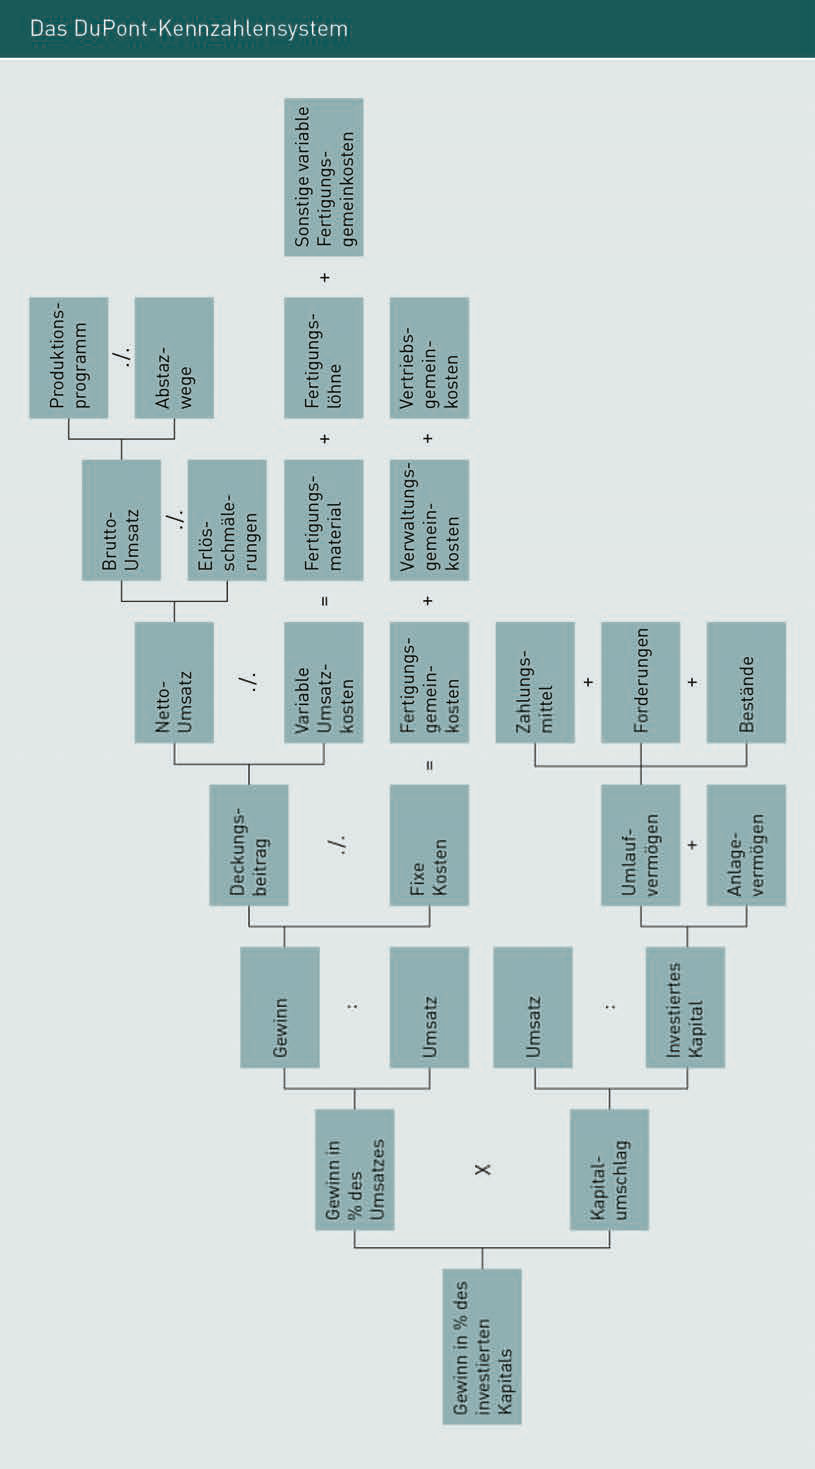 Das DuPont-Kennzahlensystem
Gewinn in % des
investierten
Kapitals
Gewinn in
% des
Umsatzes
X
Kapital-
umschlag
Gewinn
:
Umsatz
Umsatz
:
Investiertes
Kapital
Deckungs-
beitrag
./.
Fixe
Kosten
Umlauf-
vermögen
+
Anlage-
vermögen
Netto-
Umsatz
./.
Variable
Umsatz-
kosten
=
Fertigungs-
gemein-
kosten
Zahlungs-
mittel
+
Forderungen
+
Bestände
Brutto-
Umsatz
./.
Erlös-
schmäle-
rungen
=
Fertigungs-
material
+
Verwaltungs-
gemein-
kosten
Produktions-
programm
./.
Abstaz-
wege
+
Fertigungs-
löhne
+
Vertriebs-
gemein-
kosten
+
Sonstige variable
Fertigungs-
gemeinkosten